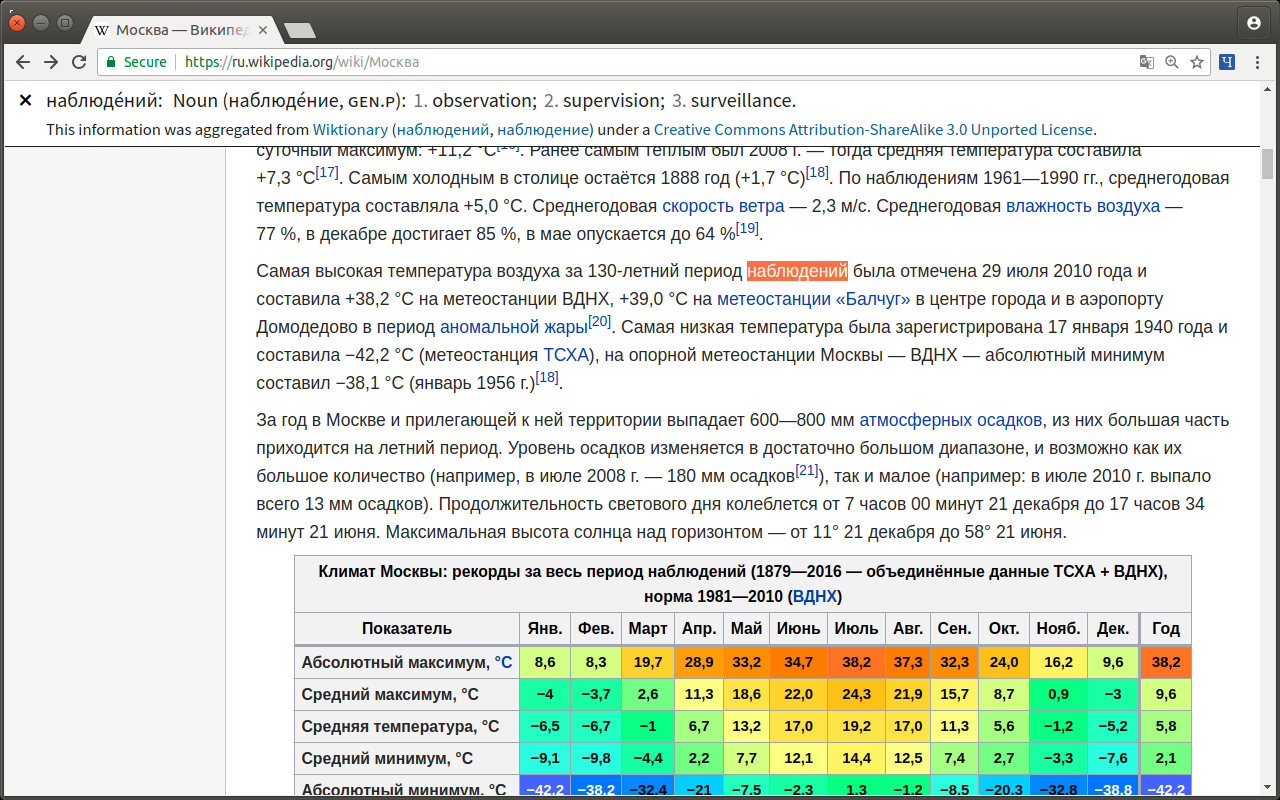 Москва — Википед
Secure https://ru.wikipedia.org/wiki/Москва
наблюде́ний: Noun (наблюде́ние, GEN.P): 1. observation; 2. supervision; 3. surveillance.
This information was aggregated from Wiktionary (наблюдений, наблюдение) under a Creative Commons Attribution-ShareAlike 3.0 Unported License.
суточный максимум: +11,2 °C[16]. Ранее самым тёплым был 2008 г. — тогда средняя температура составила
+7,3 °C[17]. Самым холодным в столице остаётся 1888 год (+1,7 °C)[18]. По наблюдениям 1961—1990 гг., среднегодовая
температура составляла +5,0 °C. Среднегодовая скорость ветра — 2,3 м/с. Среднегодовая влажность воздуха —
77 %, в декабре достигает 85 %, в мае опускается до 64 %[19].
Самая высокая температура воздуха за 130-летний период наблюдений была отмечена 29 июля 2010 года и
составила +38,2 °C на метеостанции ВДНХ, +39,0 °C на метеостанции «Балчуг» в центре города и в аэропорту
Домодедово в период аномальной жары[20]. Самая низкая температура была зарегистрирована 17 января 1940 года и
составила −42,2 °C (метеостанция ТСХА), на опорной метеостанции Москвы — ВДНХ — абсолютный минимум
составил −38,1 °C (январь 1956 г.)[18].
За год в Москве и прилегающей к ней территории выпадает 600—800 мм атмосферных осадков, из них большая часть
приходится на летний период. Уровень осадков изменяется в достаточно большом диапазоне, и возможно как их
большое количество (например, в июле 2008 г. — 180 мм осадков[21]), так и малое (например: в июле 2010 г. выпало
всего 13 мм осадков). Продолжительность светового дня колеблется от 7 часов 00 минут 21 декабря до 17 часов 34
минут 21 июня. Максимальная высота солнца над горизонтом — от 11° 21 декабря до 58° 21 июня.
Климат Москвы: рекорды за весь период наблюдений (1879—2016 — объединённые данные ТСХА + ВДНХ),
норма 1981—2010 (ВДНХ)
Показатель Янв. Фев. Март Апр. Май Июнь Июль Авг. Сен. Окт. Нояб. Дек. Год
Абсолютный максимум, °C 8,6 8,3 19,7 28,9 33,2 34,7 38,2 37,3 32,3 24,0 16,2 9,6 38,2
Средний максимум, °C −4 −3,7 2,6 11,3 18,6 22,0 24,3 21,9 15,7 8,7 0,9 −3 9,6
Средняя температура, °C −6,5 −6,7 −1 6,7 13,2 17,0 19,2 17,0 11,3 5,6 −1,2 −5,2 5,8
Средний минимум, °C −9,1 −9,8 −4,4 2,2 7,7 12,1 14,4 12,5 7,4 2,7 −3,3 −7,6 2,1
Абсолютный минимум, °C −42,2 −38,2 −32,4 −21 −7,5 −2,3 1,3 −1,2 −8,5 −20,3 −32,8 −38,8 −42,2